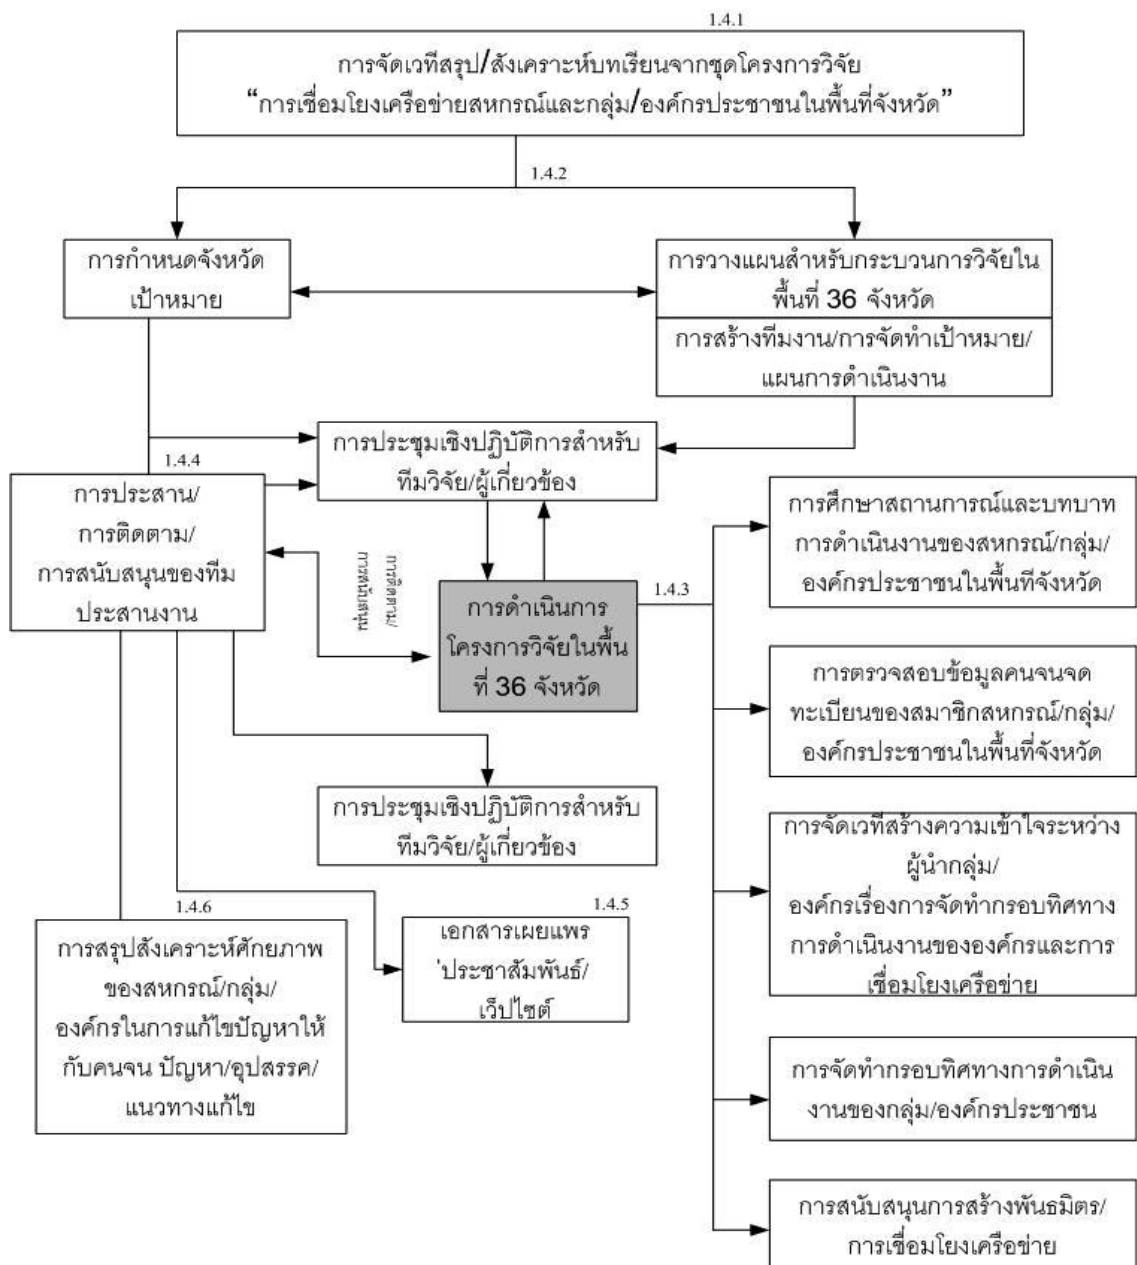 1.4.1
การจัดเวทีสรุป/สังเคราะห์บทเรียนจากชุดโครงการวิจัย
“การเชื่อมโยงเครือข่ายสหกรณ์และกลุ่ม/องค์กรประชาชนในพื้นที่จังหวัด”
1.4.2
การกำหนดจังหวัด
เป้าหมาย
การวางแผนสำหรับกระบวนการวิจัยใน
พื้นที่ 36 จังหวัด
การสร้างทีมงาน/การจัดทำเป้าหมาย/
แผนการดำเนินงาน
การประชุมเชิงปฏิบัติการสำหรับ
ทีมวิจัย/ผู้เกี่ยวข้อง
1.4.4
การประสาน/
การติดตาม/
การสนับสนุนของทีม
ประสานงาน
การติดตาม/
การสนับสนุน
การดำเนินการ
โครงการวิจัยในพื้น
ที่ 36 จังหวัด
1.4.3
การศึกษาสถานการณ์และบทบาท
การดำเนินงานของสหกรณ์/กลุ่ม/
องค์กรประชาชนในพื้นทีจังหวัด
การตรวจสอบข้อมูลคนจนจด
ทะเบียนของสมาชิกสหกรณ์/กลุ่ม/
องค์กรประชาชนในพื้นที่จังหวัด
การจัดเวทีสร้างความเข้าใจระหว่าง
ผู้นำกลุ่ม/
องค์กรเรื่องการจัดทำกรอบทิศทาง
การดำเนินงานขององค์กรและการ
เชื่อมโยงเครือข่าย
การจัดทำกรอบทิศทางการดำเนิน
งานของกลุ่ม/องค์กรประชาชน
การสนับสนุนการสร้างพันธมิตร/
การเชื่อมโยงเครือข่าย
การประชุมเชิงปฏิบัติการสำหรับ
ทีมวิจัย/ผู้เกี่ยวข้อง
1.4.5
เอกสารเผยแพร
่ประชาสัมพันธ์/
เว็ปไซต์
1.4.6
การสรุปสังเคราะห์ศักยภาพ
ของสหกรณ์/กลุ่ม/
องค์กรในการแก้ไขปัญหาให้
กับคนจน ปัญหา/อุปสรรค/
แนวทางแก้ไข